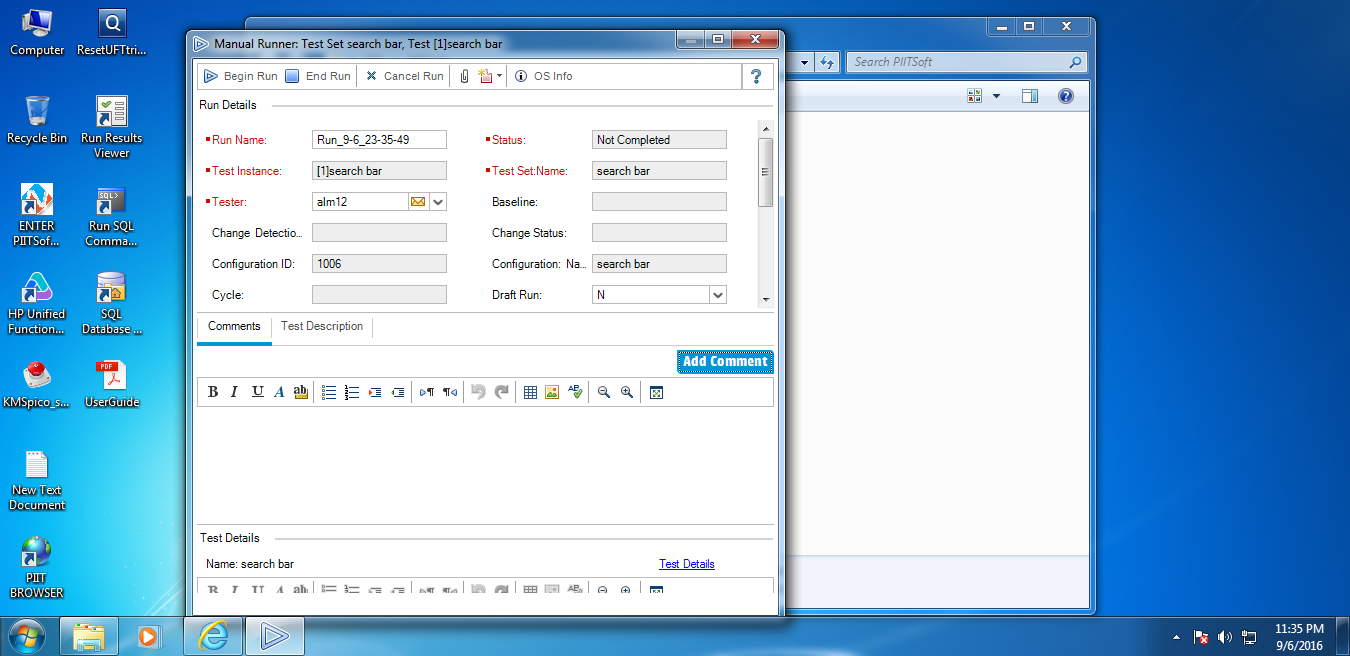 Computer
ResetUFTtri...
Recycle Bin
Run Results
Viewer
ENTER
PIITSof...
Run SQL
Comma...
HP Unified
Function...
SQL
Database ...
KMSpico_s...
PDF
UserGuide
New Text
Document
PIIT
BROWSER
Manual Runner: Test Set search bar, Test [1]search bar
Begin Run
End Run
Cancel Run
OS Info
?
Run Details
Run Name:
Run_9-6_23-35-49
Status:
Not Completed
Test Instance:
[1]search bar
Test Set:Name:
search bar
Tester:
alm12
Baseline:
Change Detectio...
Change Status:
Configuration ID:
1006
Configuration: Na...
search bar
Cycle:
Draft Run:
N
Comments
Test Description
Add Comment
B I U A ab
Test Details
Name: search bar
Test Details
B I U A ab
Search PIITSoft
11:35 PM
9/6/2016